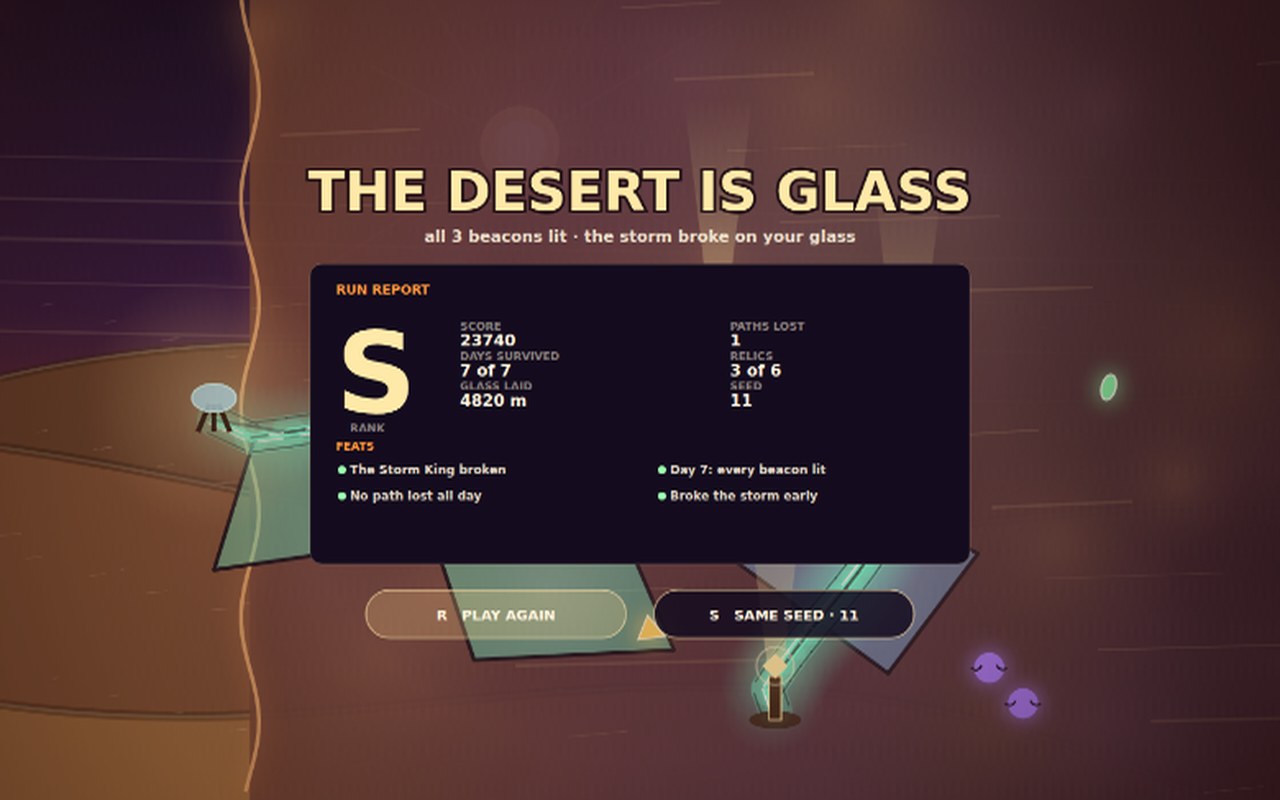 THE DESERT IS GLASS
all 3 beacons lit · the storm broke on your glass
RUN REPORT
S
RANK
SCORE
23740
DAYS SURVIVED
7 of 7
GLASS LAID
4820 m
PATHS LOST
1
RELICS
3 of 6
SEED
11
FEATS
The Storm King broken
Day 7: every beacon lit
No path lost all day
Broke the storm early
R PLAY AGAIN
S SAME SEED · 11